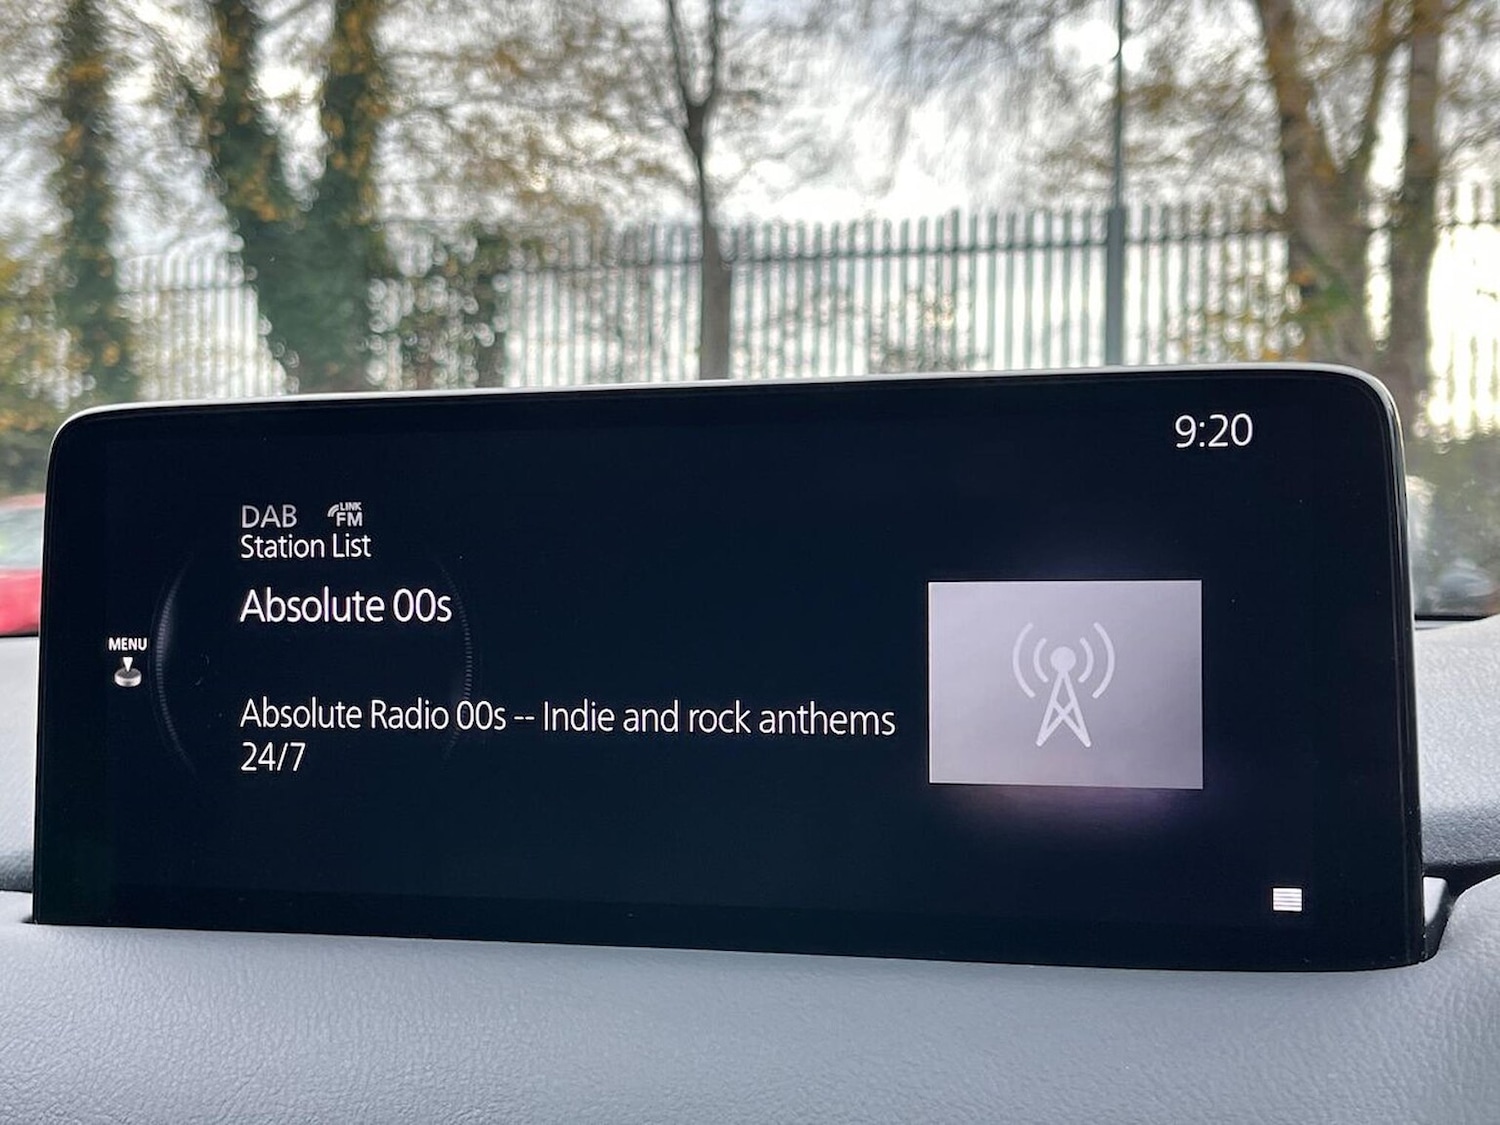 9:20
DAB LINK FM
Station List
Absolute 00s
MENU
Absolute Radio 00s -- Indie and rock anthems
24/7